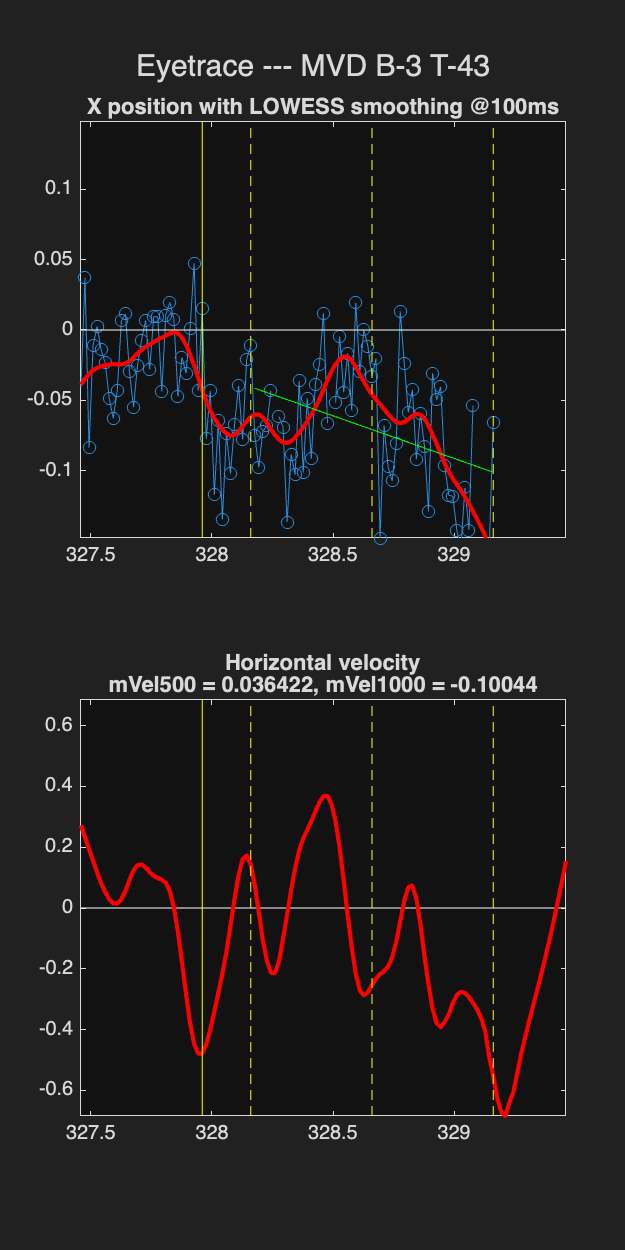 Eyetrace --- MVD B-3 T-43
X position with LOWESS smoothing @100ms
0.1
0.05
0
-0.05
-0.1
327.5 328 328.5 329
Horizontal velocity
mVel500 = 0.036422, mVel1000 = -0.10044
0.6
0.4
0.2
0
-0.2
-0.4
-0.6
327.5 328 328.5 329